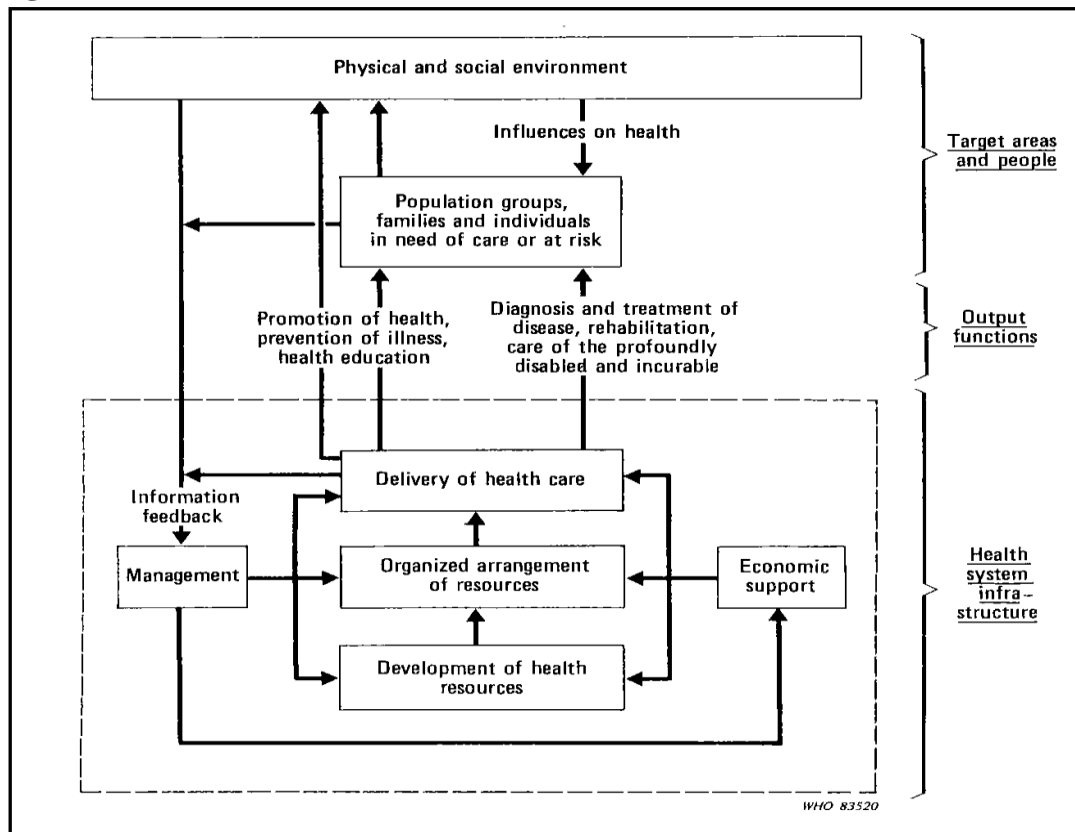 Physical and social environment
Influences on health
Target areas
and people
Population groups,
families and individuals
in need of care or at risk
Promotion of health,
prevention of illness,
health education
Diagnosis and treatment of
disease, rehabilitation,
care of the profoundly
disabled and incurable
Output
functions
Delivery of health care
Information
feedback
Management
Organized arrangement
of resources
Economic
support
Health
system
infra-
structure
Development of health
resources
WHO 83520